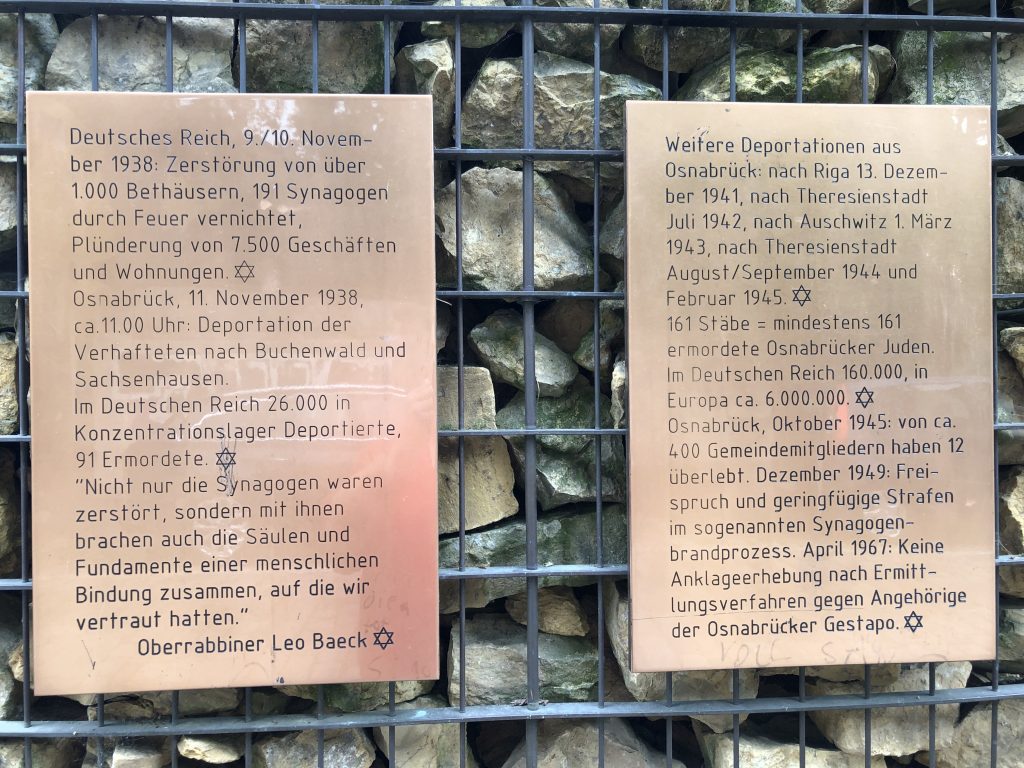 Deutsches Reich, 9./10. Novem-
ber 1938: Zerstörung von über
1.000 Bethäusern, 191 Synagogen
durch Feuer vernichtet,
Plünderung von 7.500 Geschäften
und Wohnungen. ✡
Osnabrück, 11. November 1938,
ca.11.00 Uhr: Deportation der
Verhafteten nach Buchenwald und
Sachsenhausen.
Im Deutschen Reich 26.000 in
Konzentrationslager Deportierte,
91 Ermordete. ✡
"Nicht nur die Synagogen waren
zerstört, sondern mit ihnen
brachen auch die Säulen und
Fundamente einer menschlichen
Bindung zusammen, auf die wir
vertraut hatten."
Oberrabbiner Leo Baeck ✡
Weitere Deportationen aus
Osnabrück: nach Riga 13. Dezem-
ber 1941, nach Theresienstadt
Juli 1942, nach Auschwitz 1. März
1943, nach Theresienstadt
August/September 1944 und
Februar 1945. ✡
161 Stäbe = mindestens 161
ermordete Osnabrücker Juden.
Im Deutschen Reich 160.000, in
Europa ca. 6.000.000. ✡
Osnabrück, Oktober 1945: von ca.
400 Gemeindemitgliedern haben 12
überlebt. Dezember 1949: Frei-
spruch und geringfügige Strafen
im sogenannten Synagogen-
brandprozess. April 1967: Keine
Anklageerhebung nach Ermitt-
lungsverfahren gegen Angehörige
der Osnabrücker Gestapo. ✡